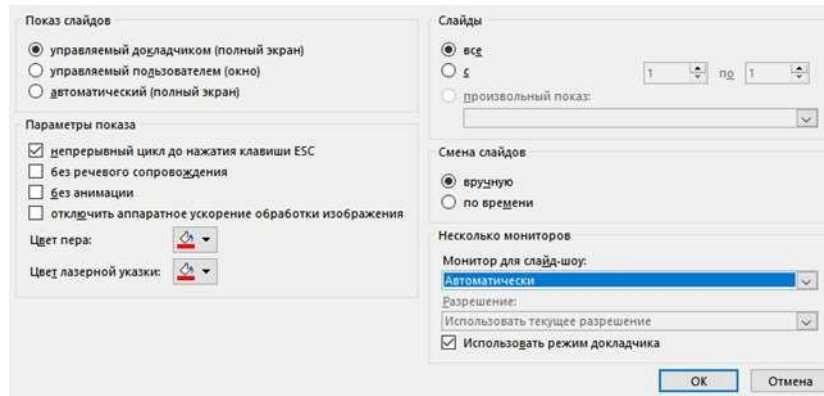 Показ слайдов
управляемый докладчиком (полный экран)
управляемый пользователем (окно)
автоматический (полный экран)
Параметры показа
непрерывный цикл до нажатия клавиши ESC
без речевого сопровождения
без анимации
отключить аппаратное ускорение обработки изображения
Цвет пера:
Цвет лазерной указки:
Слайды
все
с 1 по 1
произвольный показ:
Смена слайдов
вручную
по времени
Несколько мониторов
Монитор для слайд-шоу:
Автоматически
Разрешение:
Использовать текущее разрешение
Использовать режим докладчика
ОК Отмена